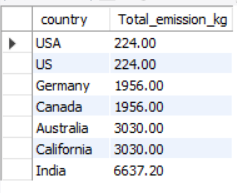 country Total_emission_kg
USA 224.00
US 224.00
Germany 1956.00
Canada 1956.00
Australia 3030.00
California 3030.00
India 6637.20